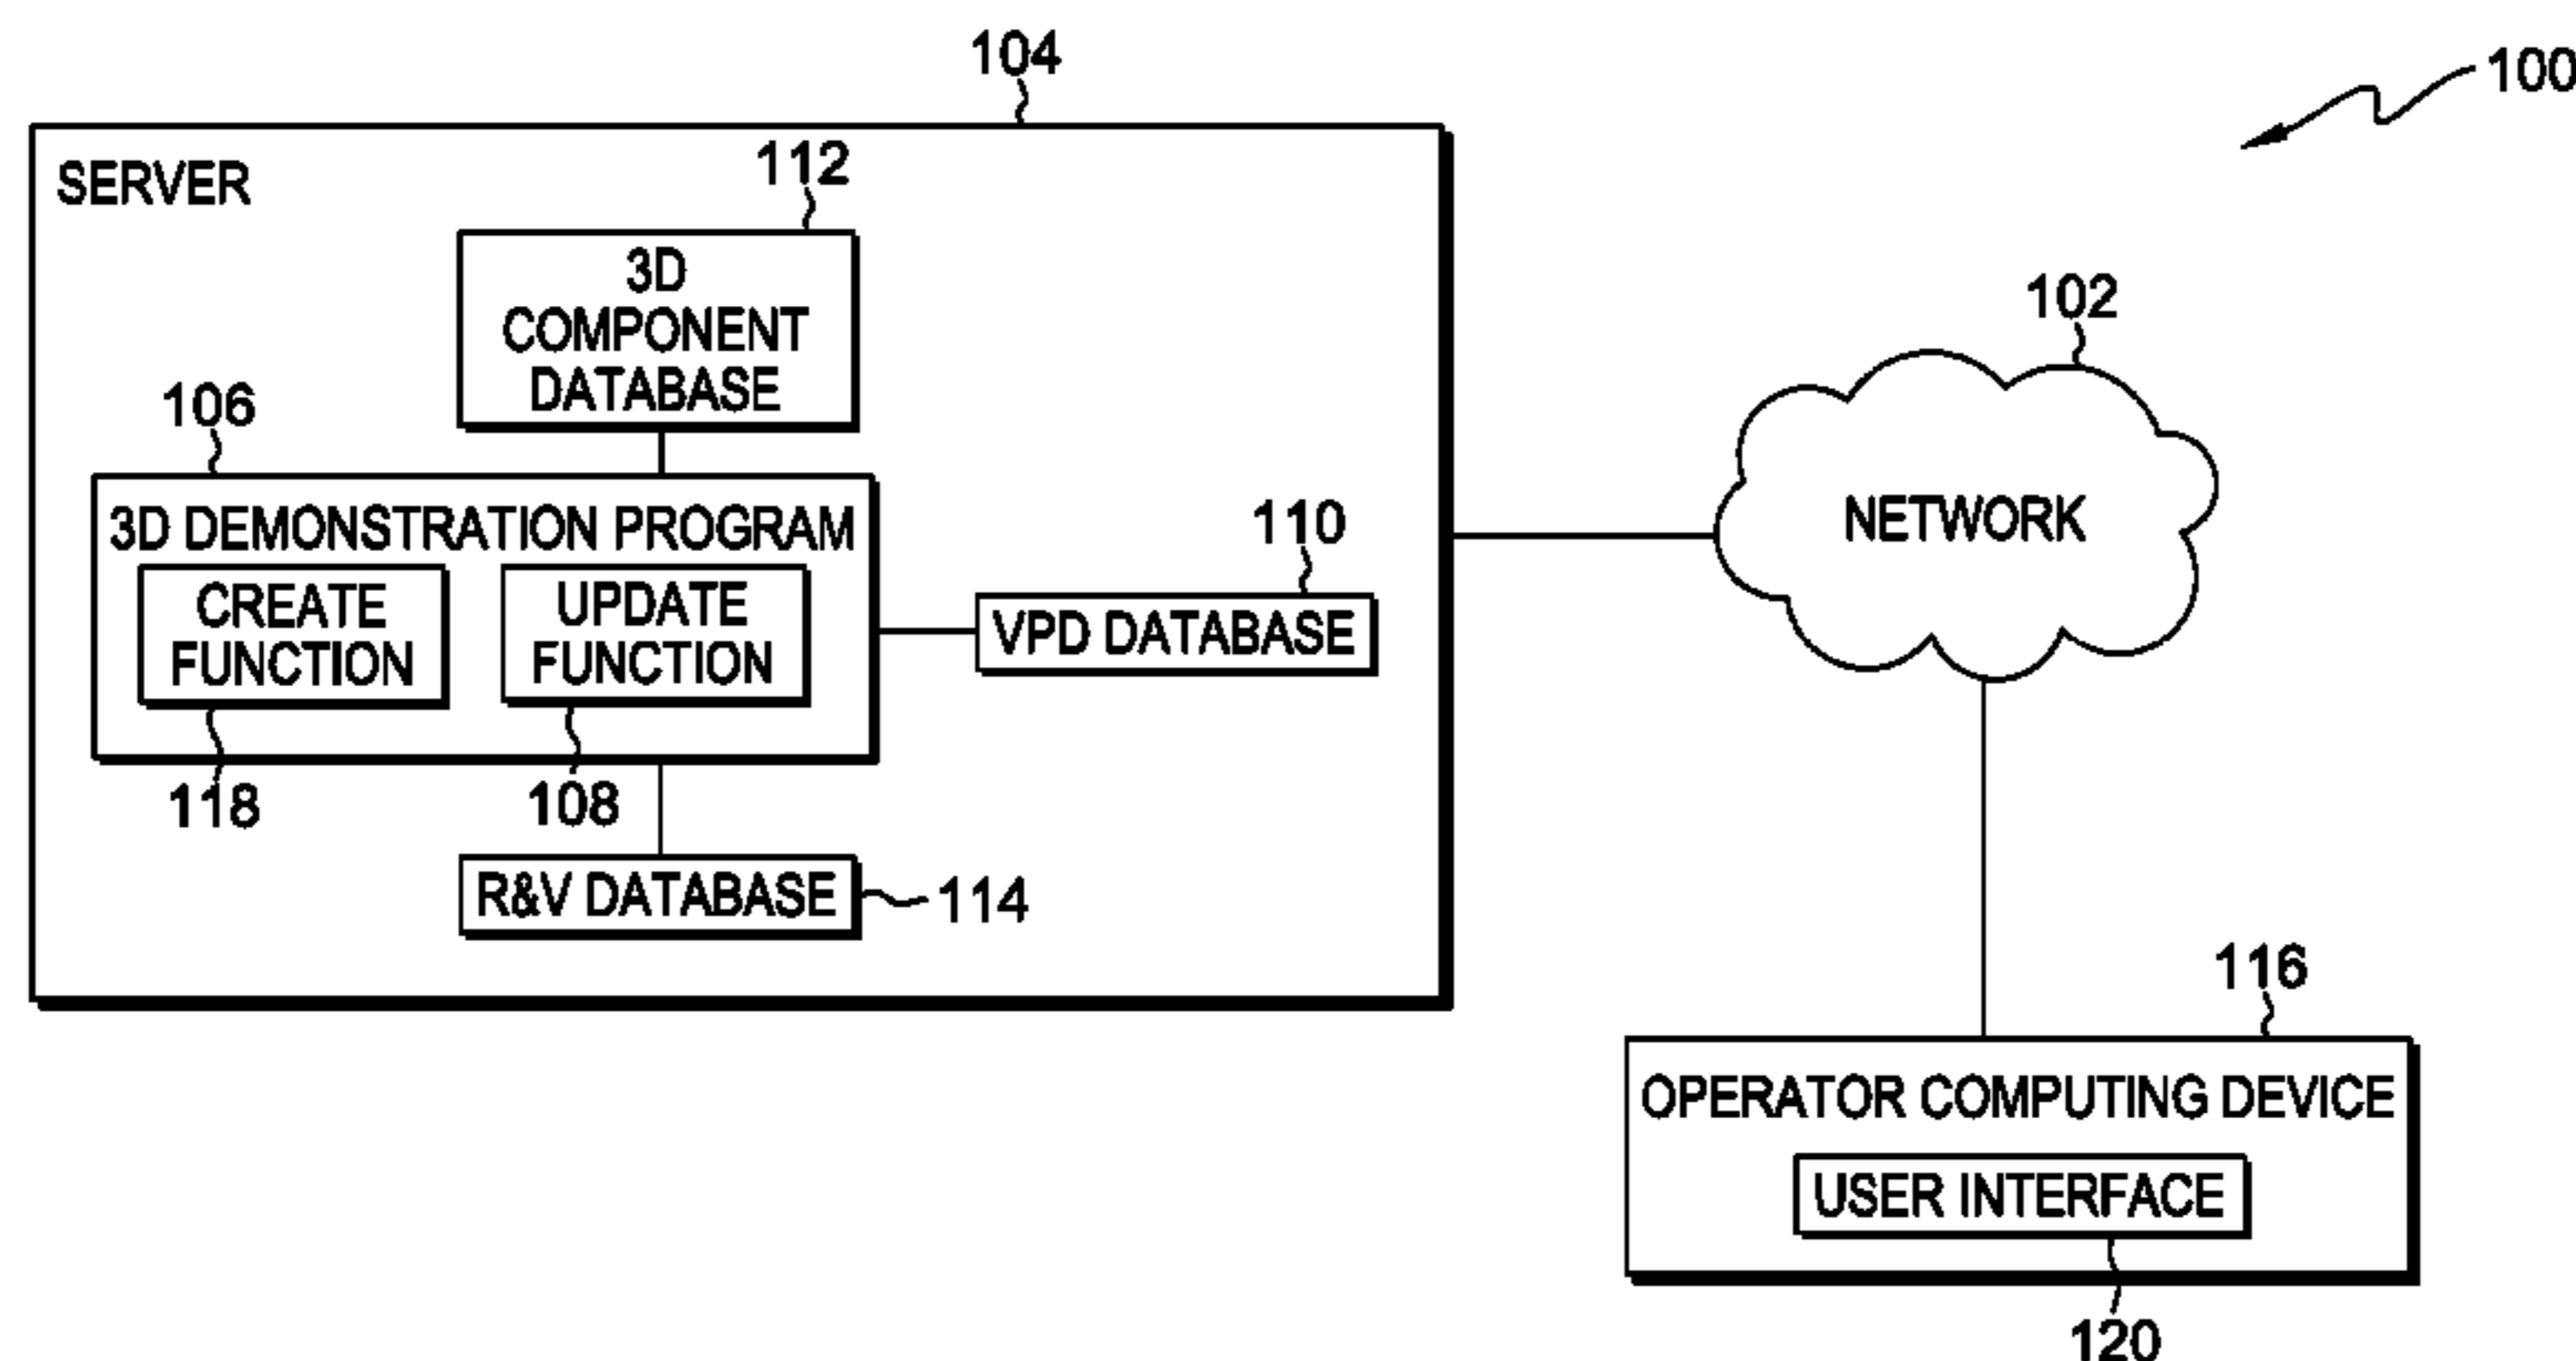 104
100
SERVER
112
3D
COMPONENT
DATABASE
102
106
3D DEMONSTRATION PROGRAM
110
NETWORK
CREATE
FUNCTION
UPDATE
FUNCTION
VPD DATABASE
118
108
R&V DATABASE
114
116
OPERATOR COMPUTING DEVICE
USER INTERFACE
120